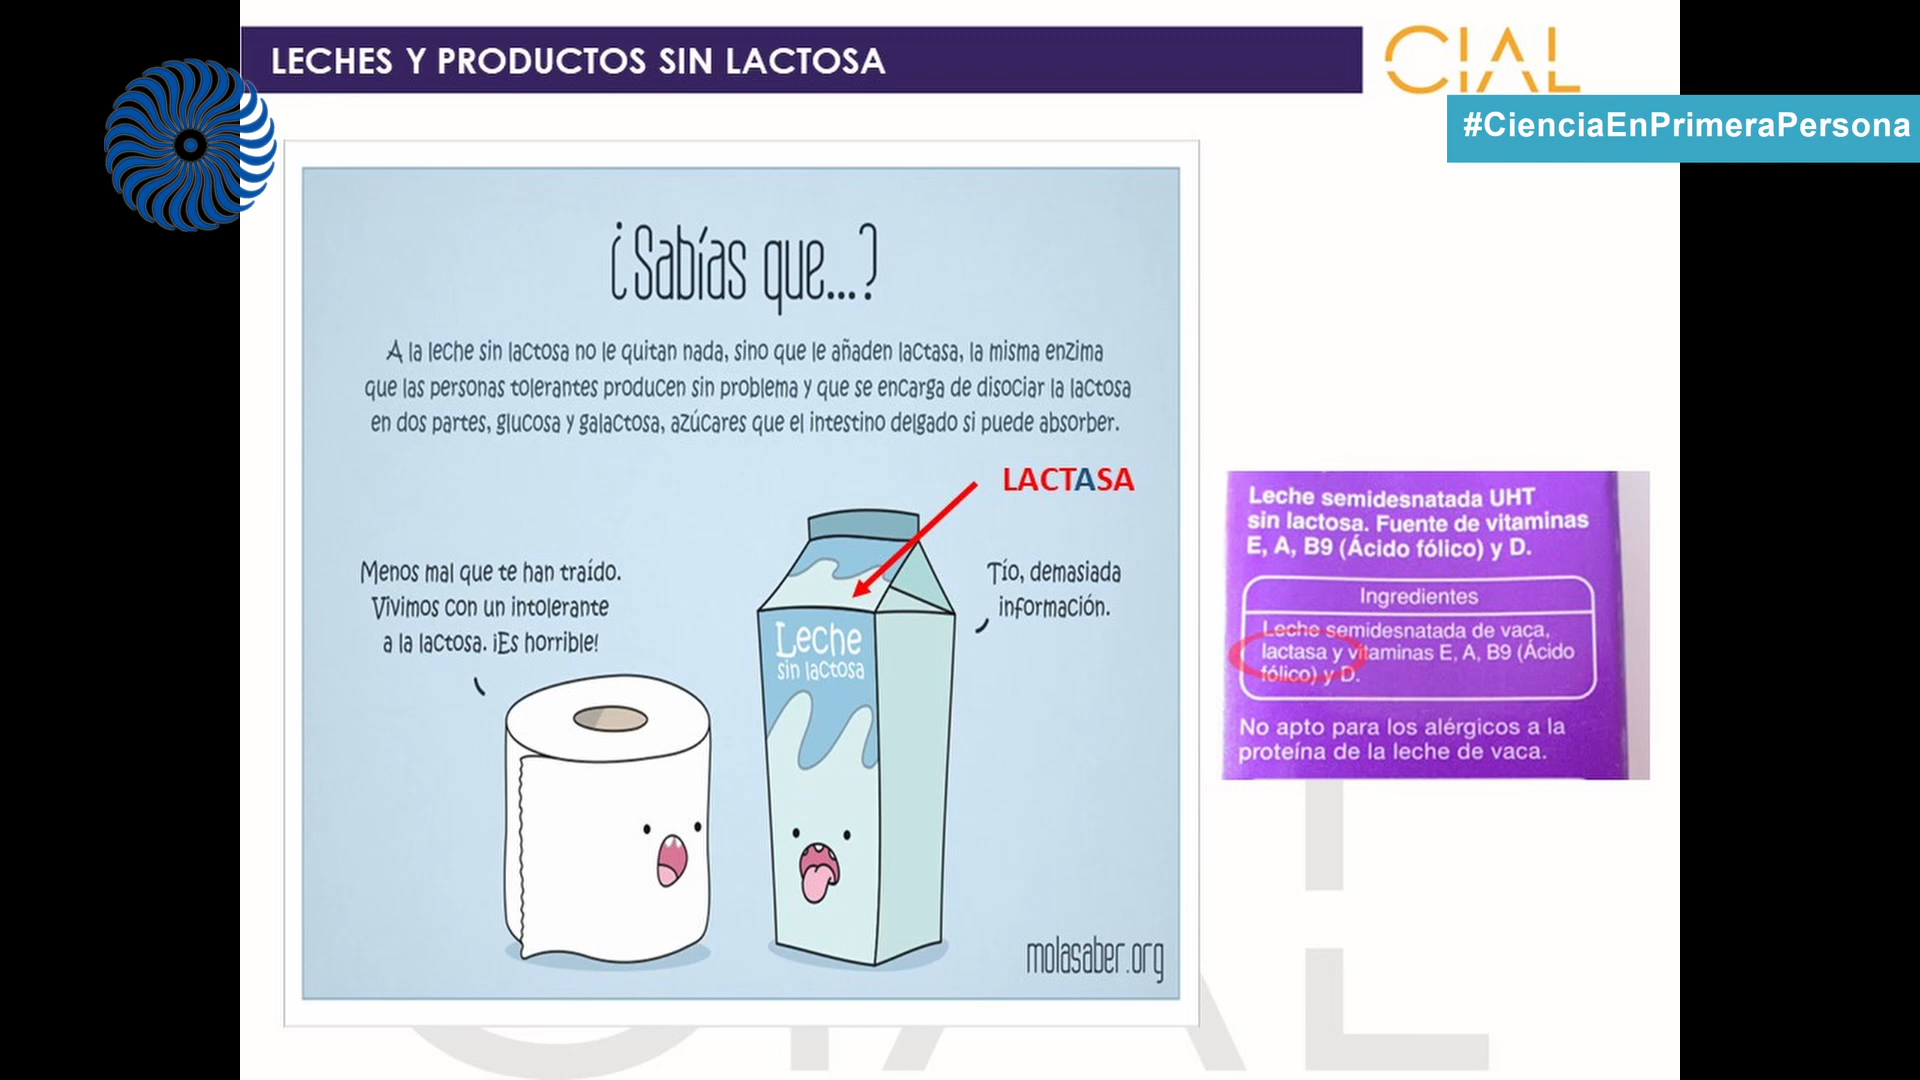 LECHES Y PRODUCTOS SIN LACTOSA
CIAL
#CienciaEnPrimeraPersona
¿Sabías que...?
A la leche sin lactosa no le quitan nada, sino que le añaden lactasa, la misma enzima
que las personas tolerantes producen sin problema y que se encarga de disociar la lactosa
en dos partes, glucosa y galactosa, azúcares que el intestino delgado si puede absorber.
LACTASA
Menos mal que te han traído.
Vivimos con un intolerante
a la lactosa. ¡Es horrible!
Tío, demasiada
información.
Leche
sin lactosa
molasaber.org
Leche semidesnatada UHT
sin lactosa. Fuente de vitaminas
E, A, B9 (Ácido fólico) y D.
Ingredientes
Leche semidesnatada de vaca,
lactasa y vitaminas E, A, B9 (Ácido
fólico) y D.
No apto para los alérgicos a la
proteína de la leche de vaca.